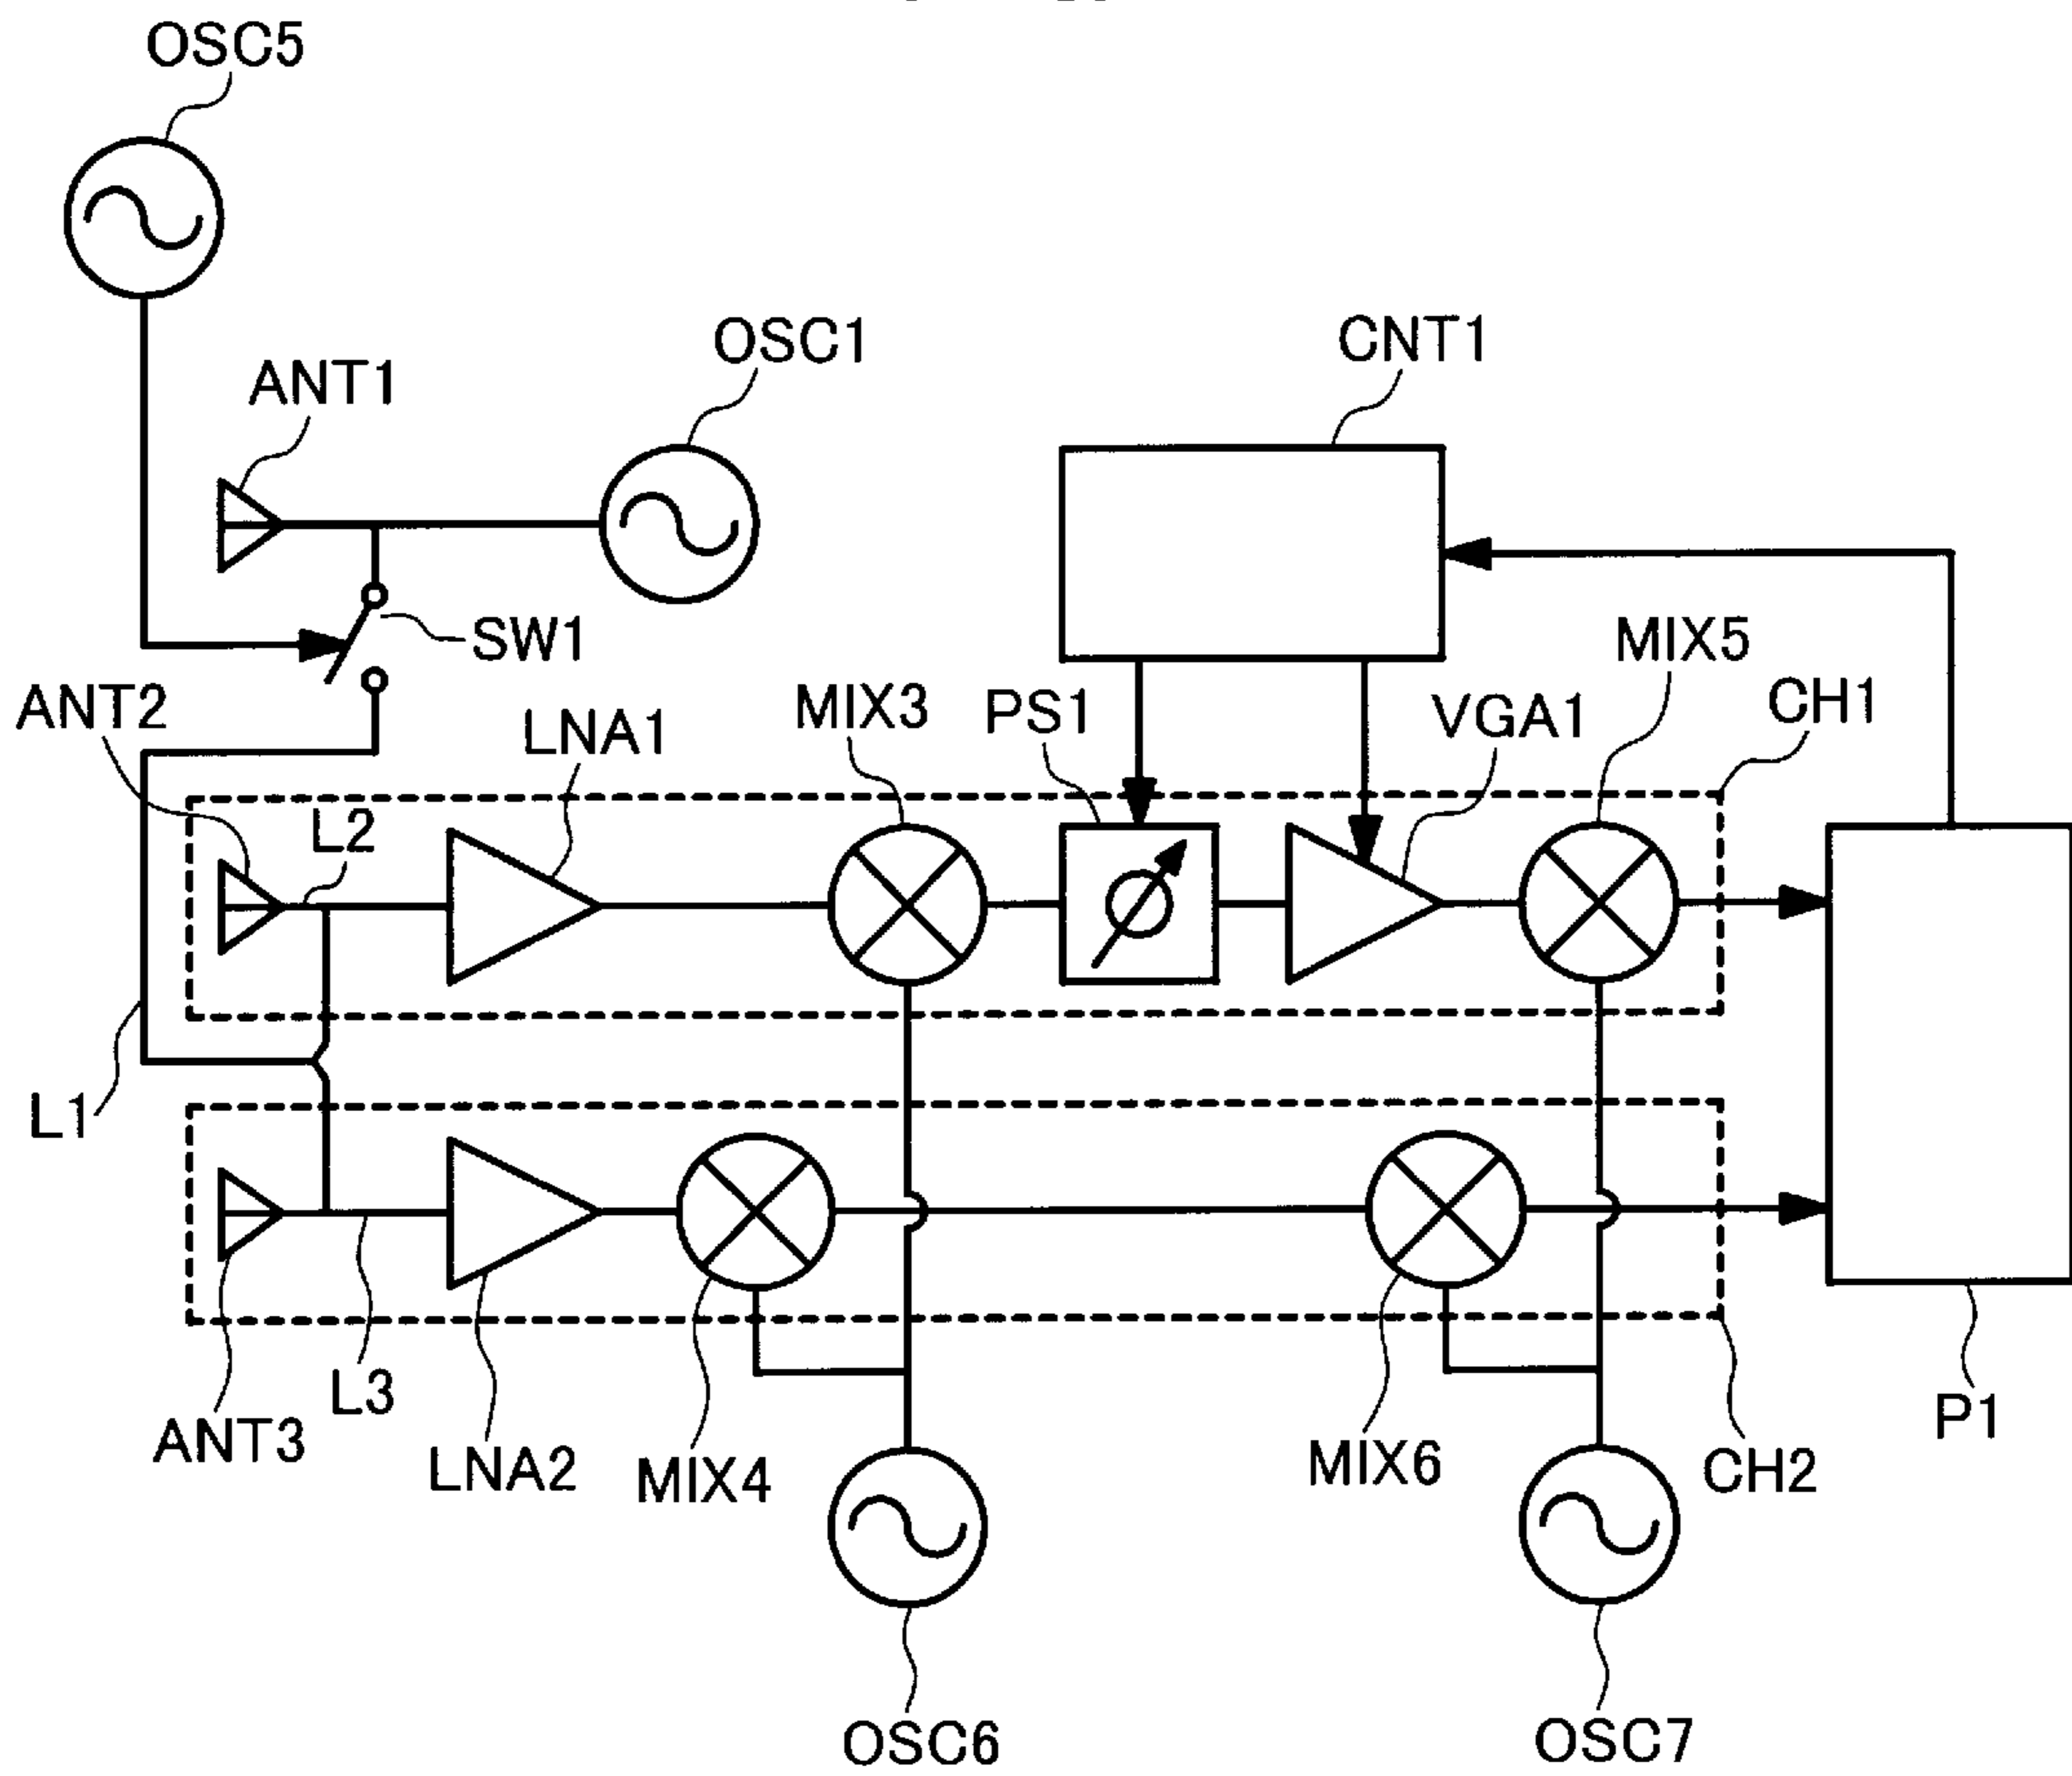 OSC5
OSC1
CNT1
ANT1
SW1
MIX5
ANT2
LNA1
MIX3
PS1
VGA1
CH1
L2
L1
L3
ANT3
LNA2
MIX4
MIX6
CH2
P1
OSC6
OSC7